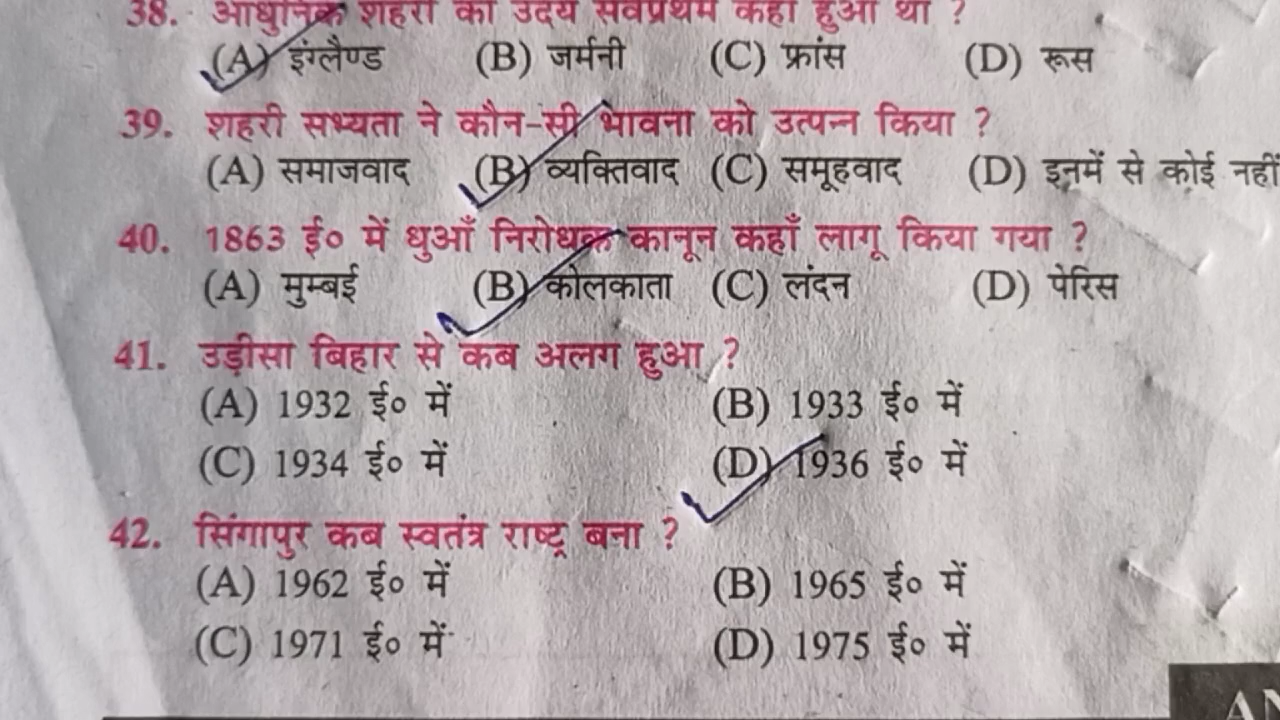 38. आधुनिक शहरों का उदय सर्वप्रथम कहाँ हुआ था ?
(A) इंग्लैण्ड (B) जर्मनी (C) फ्रांस (D) रूस
39. शहरी सभ्यता ने कौन-सी भावना को उत्पन्न किया ?
(A) समाजवाद (B) व्यक्तिवाद (C) समूहवाद (D) इनमें से कोई नहीं
40. 1863 ई० में धुआँ निरोधक कानून कहाँ लागू किया गया ?
(A) मुम्बई (B) कोलकाता (C) लंदन (D) पेरिस
41. उड़ीसा बिहार से कब अलग हुआ ?
(A) 1932 ई० में (B) 1933 ई० में
(C) 1934 ई० में (D) 1936 ई० में
42. सिंगापुर कब स्वतंत्र राष्ट्र बना ?
(A) 1962 ई० में (B) 1965 ई० में
(C) 1971 ई० में (D) 1975 ई० में